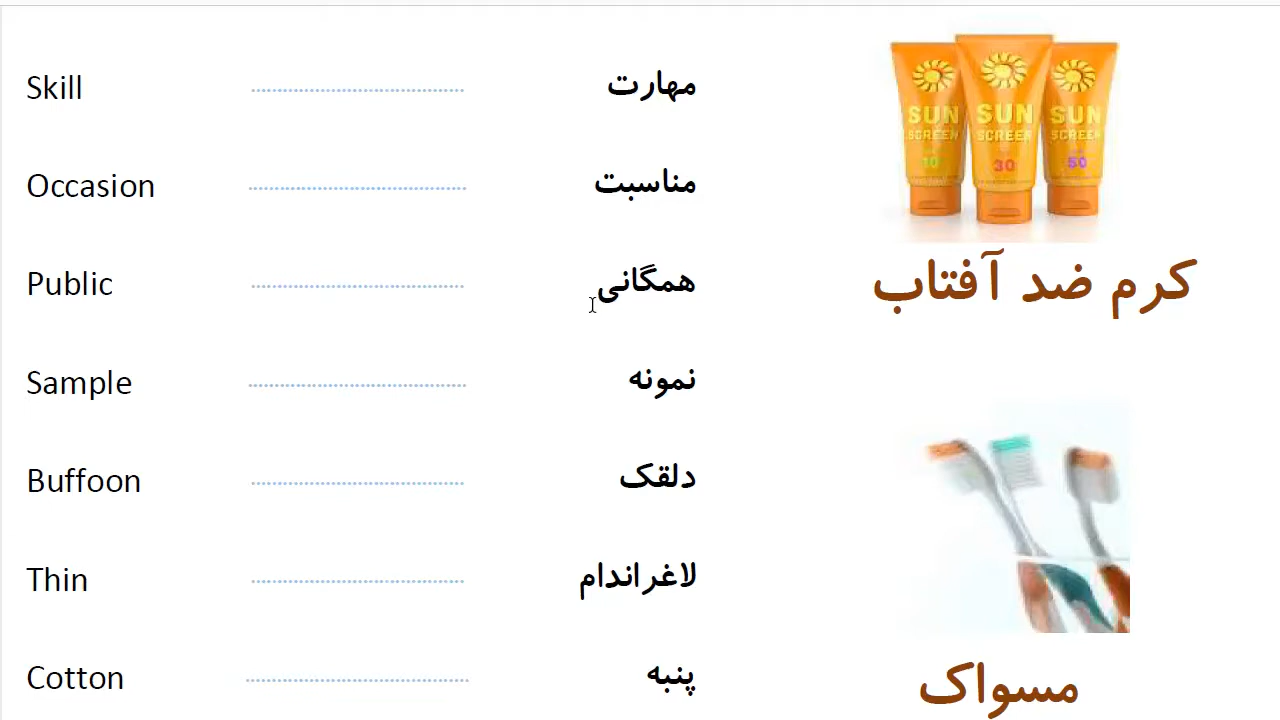 Skill ........................................ مهارت
Occasion ........................................ مناسبت
Public ........................................ همگانی
Sample ........................................ نمونه
Buffoon ........................................ دلقک
Thin ........................................ لاغراندام
Cotton ........................................ پنبه
SUN SUN SUN
SCREEN SCREEN SCREEN
30 50
کرم ضد آفتاب
مسواک